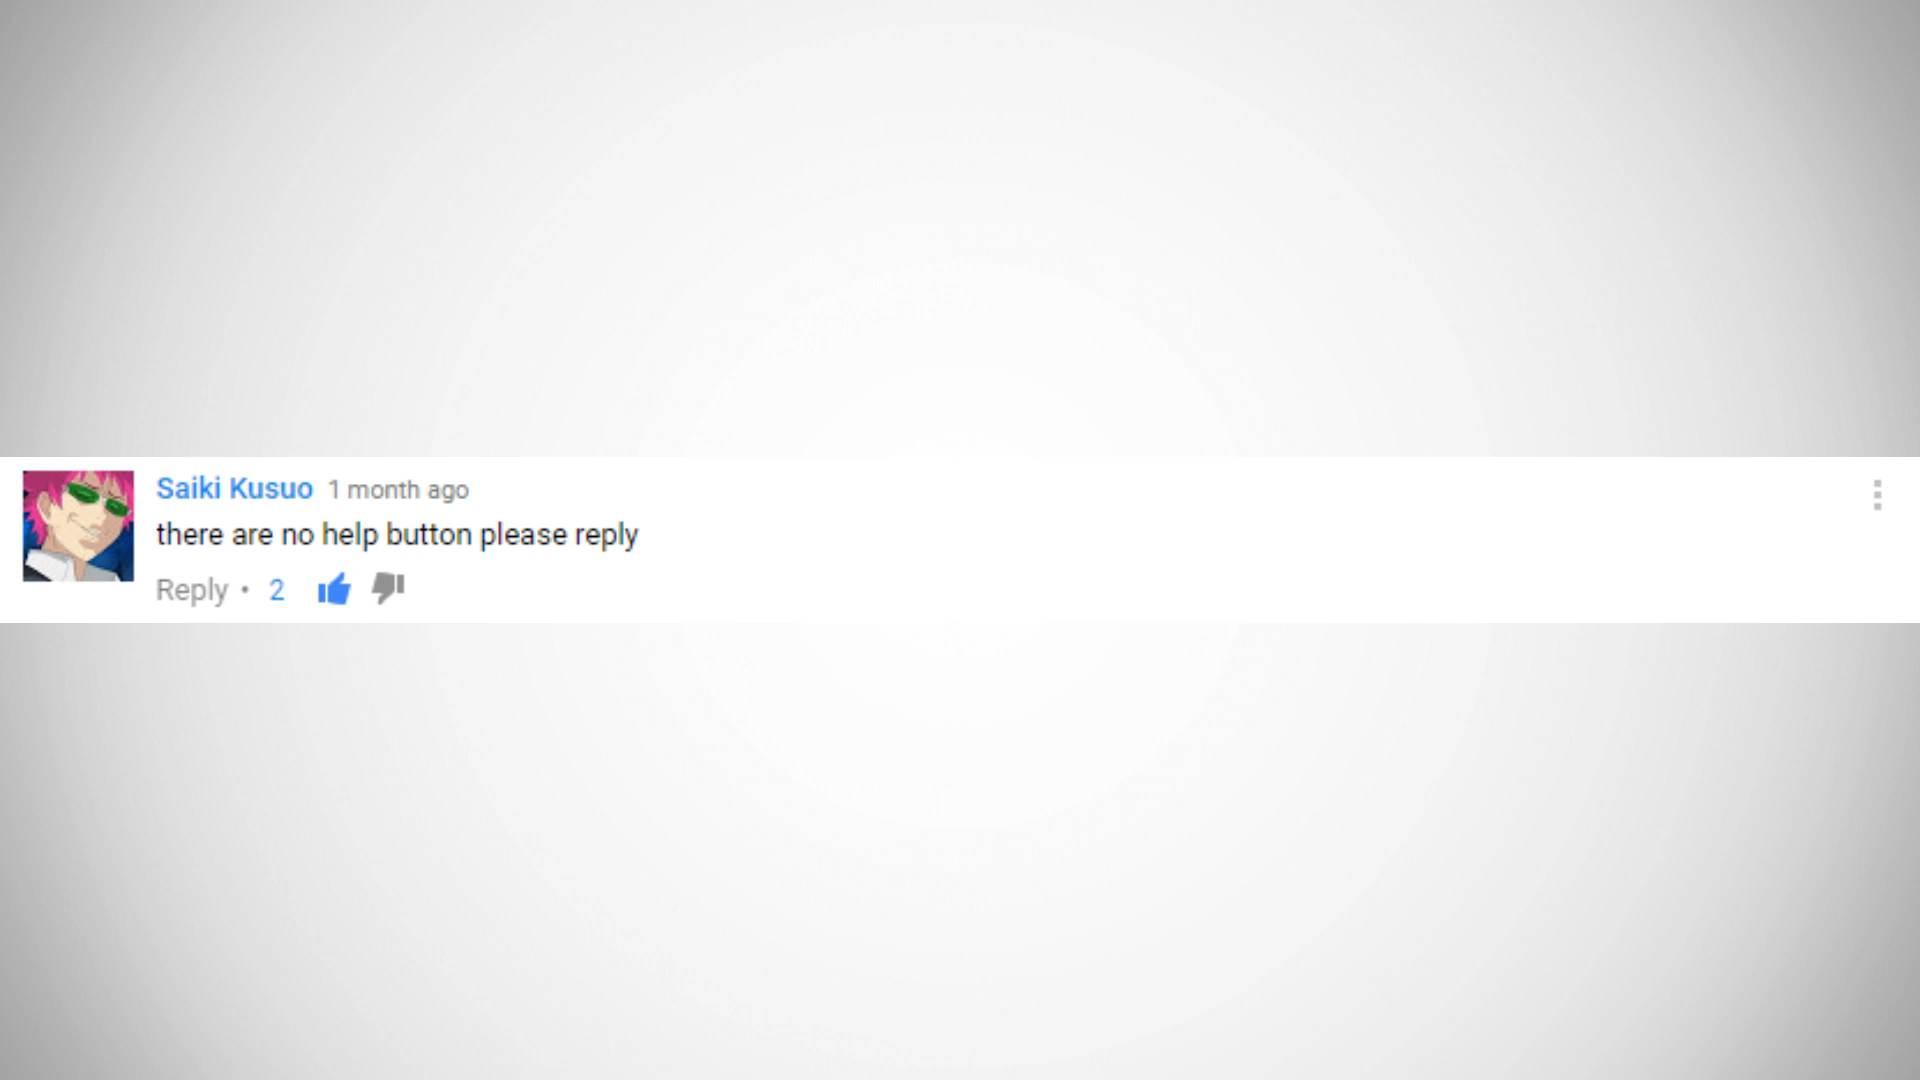 Saiki Kusuo 1 month ago
there are no help button please reply
Reply • 2